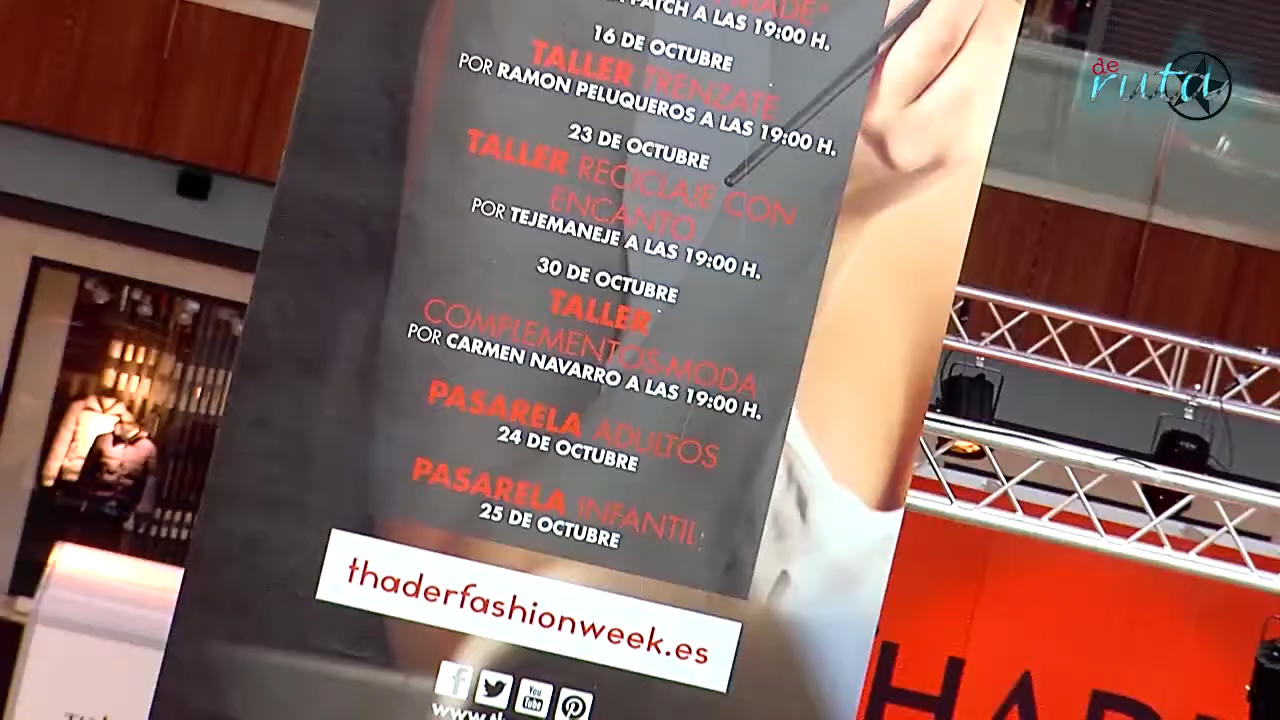 PATCH A LAS 19:00 H.
16 DE OCTUBRE
TALLER TRENZATE
POR RAMON PELUQUEROS A LAS 19:00 H.
23 DE OCTUBRE
TALLER RECICLAJE CON
ENCANTO
POR TEJEMANEJE A LAS 19:00 H.
30 DE OCTUBRE
TALLER
COMPLEMENTOS-MODA
POR CARMEN NAVARRO A LAS 19:00 H.
PASARELA ADULTOS
24 DE OCTUBRE
PASARELA INFANTIL
25 DE OCTUBRE
thaderfashionweek.es
You
Tube
de
ruta